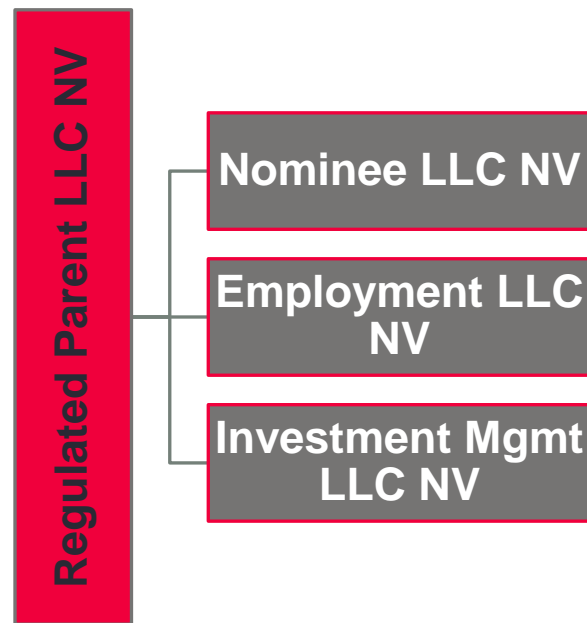 Regulated Parent LLC NV
Nominee LLC NV
Employment LLC
NV
Investment Mgmt
LLC NV